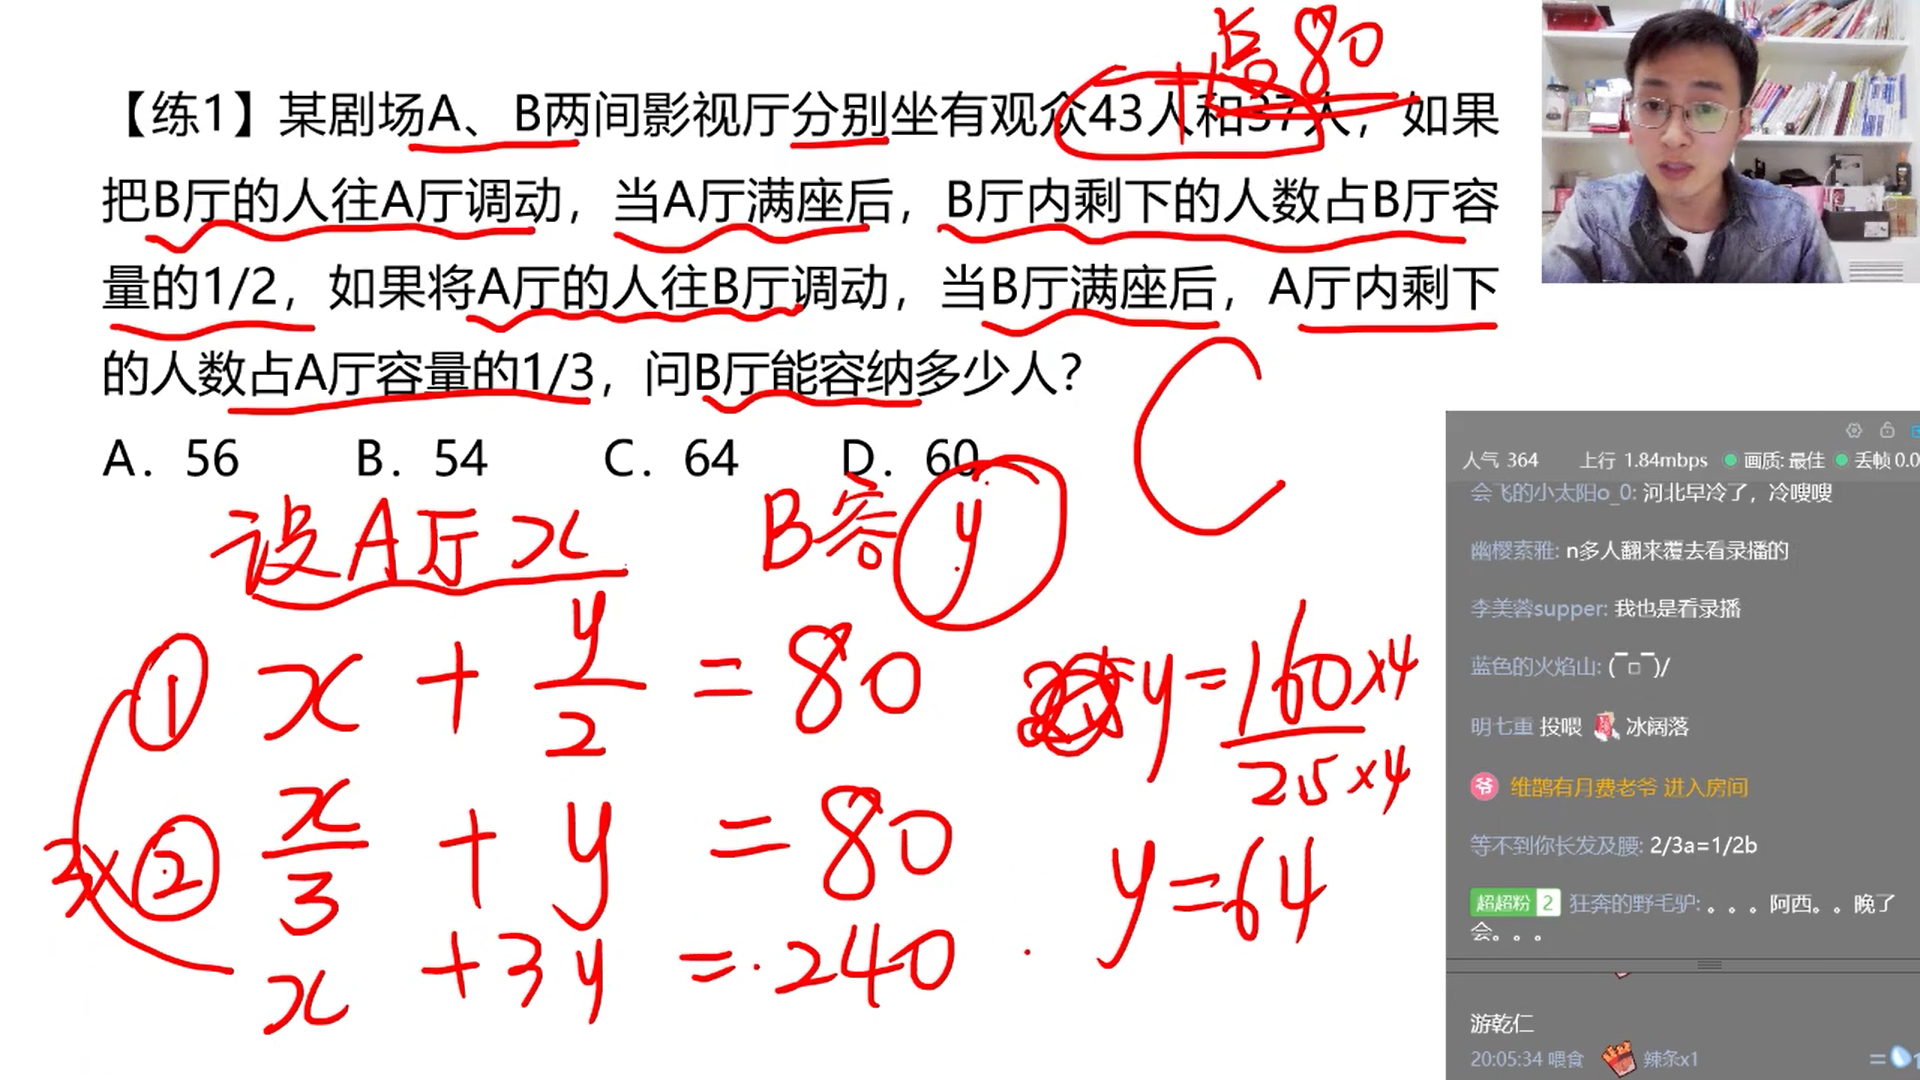 总80
+
【练1】某剧场A、B两间影视厅分别坐有观众43人和37人，如果
把B厅的人往A厅调动，当A厅满座后，B厅内剩下的人数占B厅容
量的1/2，如果将A厅的人往B厅调动，当B厅满座后，A厅内剩下
的人数占A厅容量的1/3，问B厅能容纳多少人？
C
A．56 B．54 C．64 D．60
设A厅x B容y
① x + y/2 = 80
y = 160×4/25×4
3× ② x/3 + y = 80
y=64
x +3y = 240
人气 364 上行 1.84mbps 画质: 最佳 丢帧0.0
会飞的小太阳o_0: 河北早冷了，冷嗖嗖
幽樱素雅: n多人翻来覆去看录播的
李美蓉supper: 我也是看录播
蓝色的火焰山: (‾□‾)/
明七重 投喂 冰阔落
爷 维鹊有月费老爷 进入房间
等不到你长发及腰: 2/3a=1/2b
超超粉 2 狂奔的野毛驴: 。。。阿西。。晚了
会。。。
游乾仁
20:05:34 喂食 辣条x1